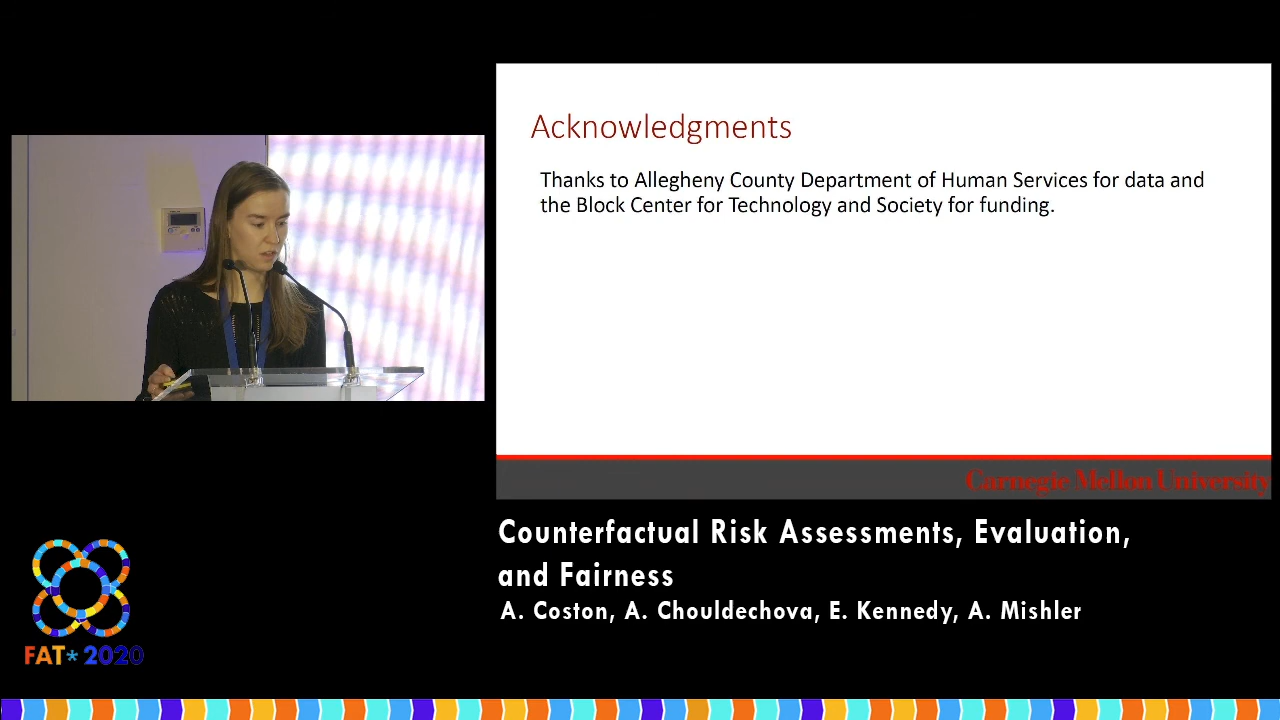 Acknowledgments
Thanks to Allegheny County Department of Human Services for data and
the Block Center for Technology and Society for funding.
Carnegie Mellon University
Counterfactual Risk Assessments, Evaluation,
and Fairness
A. Coston, A. Chouldechova, E. Kennedy, A. Mishler
FAT* 2020